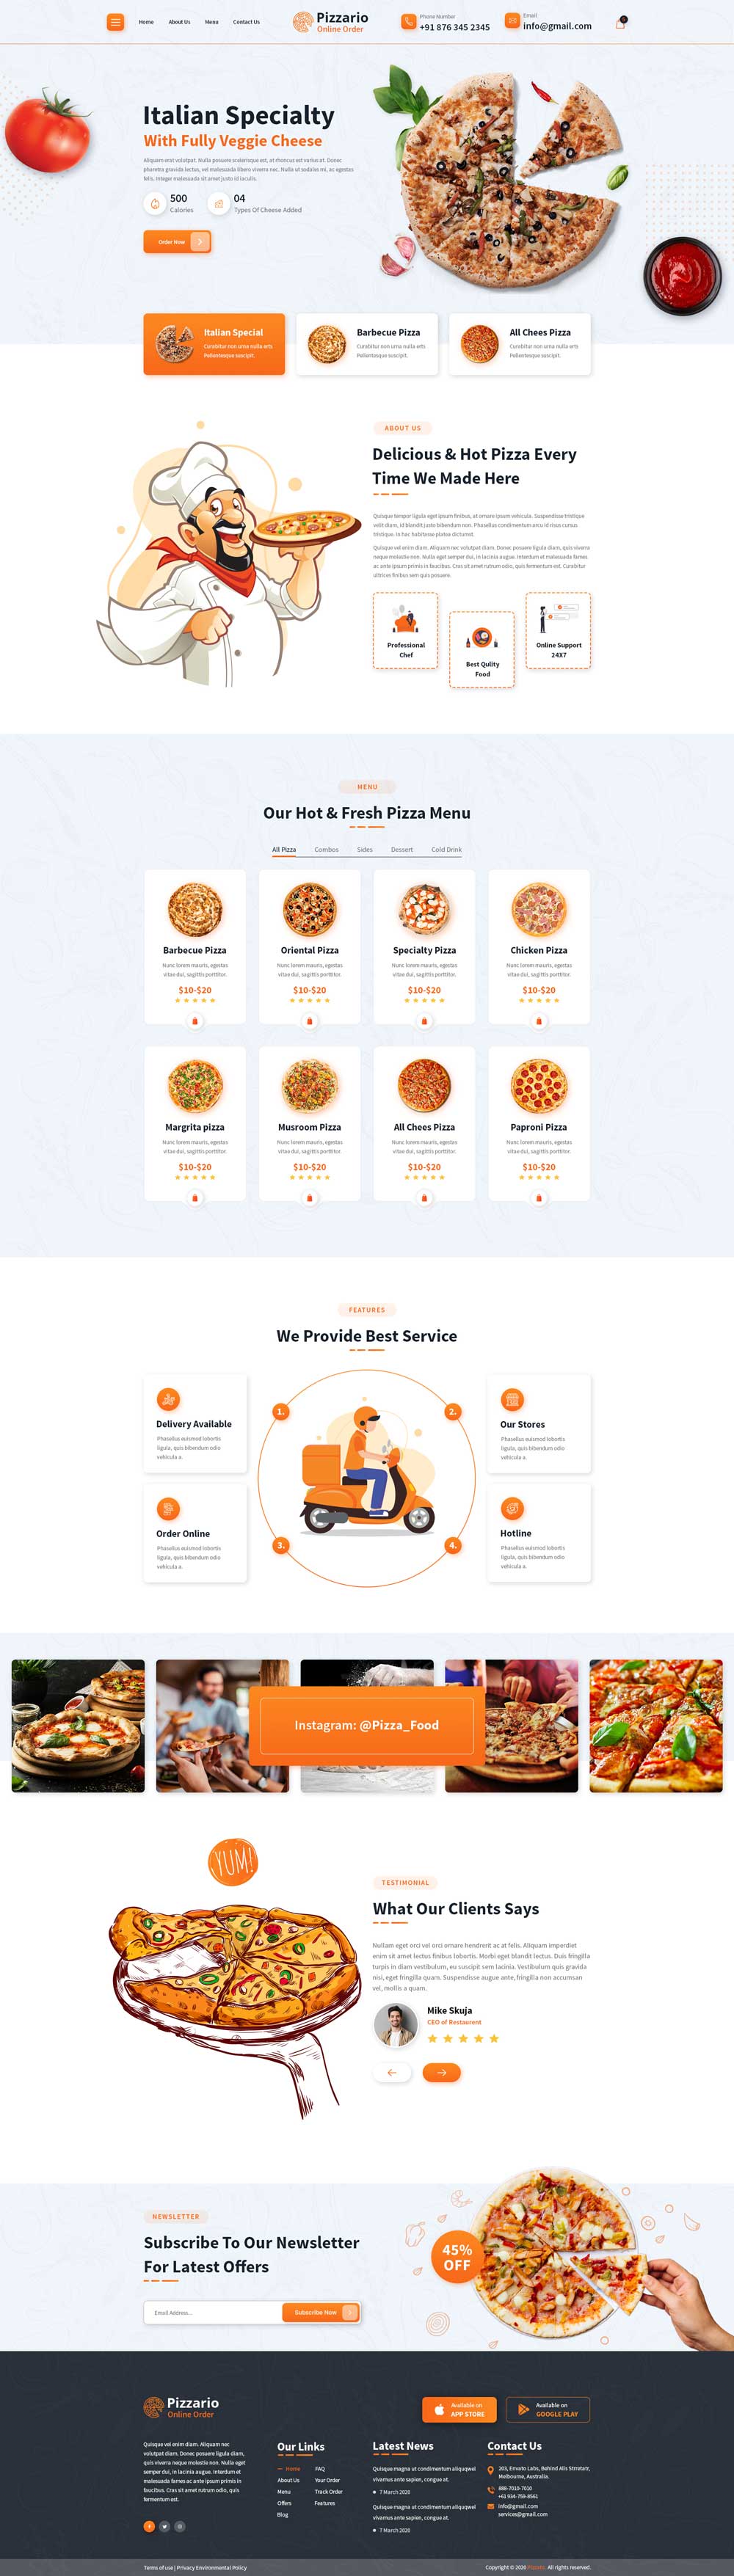 Home
About Us
Menu
Contact Us
Pizzario
Online Order
Phone Number
+91 876 345 2345
Email
info@gmail.com
Italian Specialty
With Fully Veggie Cheese
Aliquam erat volutpat. Nulla posuere scelerisque est, at rhoncus est varius at. Donec
pharetra gravida lectus, vel malesuada libero viverra nec. Nulla ut sodales mi, ac egestas
felis. Integer malesuada sit amet justo id iaculis.
500
Calories
04
Types Of Cheese Added
Order Now
Italian Special
Curabitur non urna nulla erts
Pellentesque suscipit.
Barbecue Pizza
Curabitur non urna nulla erts
Pellentesque suscipit.
All Chees Pizza
Curabitur non urna nulla erts
Pellentesque suscipit.
ABOUT US
Delicious & Hot Pizza Every
Time We Made Here
Quisque tempor ligula eget ipsum finibus, at ornare ipsum vehicula. Suspendisse tristique
velit diam, id blandit justo bibendum non. Phasellus condimentum arcu id risus cursus
tristique. In hac habitasse platea dictumst.
Quisque vel enim diam. Aliquam nec volutpat diam. Donec posuere ligula diam, quis viverra
neque molestie non. Nulla eget semper dui, in lacinia augue. Interdum et malesuada fames
ac ante ipsum primis in faucibus. Cras sit amet rutrum odio, quis fermentum est. Curabitur
ultrices finibus sem quis posuere.
Professional
Chef
Best Qulity
Food
Online Support
24X7
MENU
Our Hot & Fresh Pizza Menu
All Pizza
Combos
Sides
Dessert
Cold Drink
Barbecue Pizza
Nunc lorem mauris, egestas
vitae dui, sagittis porttitor.
$10-$20
Oriental Pizza
Nunc lorem mauris, egestas
vitae dui, sagittis porttitor.
$10-$20
Specialty Pizza
Nunc lorem mauris, egestas
vitae dui, sagittis porttitor.
$10-$20
Chicken Pizza
Nunc lorem mauris, egestas
vitae dui, sagittis porttitor.
$10-$20
Margrita pizza
Nunc lorem mauris, egestas
vitae dui, sagittis porttitor.
$10-$20
Musroom Pizza
Nunc lorem mauris, egestas
vitae dui, sagittis porttitor.
$10-$20
All Chees Pizza
Nunc lorem mauris, egestas
vitae dui, sagittis porttitor.
$10-$20
Paproni Pizza
Nunc lorem mauris, egestas
vitae dui, sagittis porttitor.
$10-$20
FEATURES
We Provide Best Service
Delivery Available
Phasellus euismod lobortis
ligula, quis bibendum odio
vehicula a.
1.
2.
Our Stores
Phasellus euismod lobortis
ligula, quis bibendum odio
vehicula a.
Order Online
Phasellus euismod lobortis
ligula, quis bibendum odio
vehicula a.
3.
4.
Hotline
Phasellus euismod lobortis
ligula, quis bibendum odio
vehicula a.
Instagram: @Pizza_Food
YUM!
TESTIMONIAL
What Our Clients Says
Nullam eget orci vel orci ornare hendrerit ac at felis. Aliquam imperdiet
enim sit amet lectus finibus lobortis. Morbi eget blandit lectus. Duis fringilla
turpis in diam vestibulum, eu suscipit sem lacinia. Vestibulum quis gravida
nisi, eget fringilla quam. Suspendisse augue ante, fringilla non accumsan
vel, mollis a quam.
Mike Skuja
CEO of Restaurent
NEWSLETTER
Subscribe To Our Newsletter
For Latest Offers
Email Address...
Subscribe Now
45%
OFF
Pizzario
Online Order
Available on
APP STORE
Available on
GOOGLE PLAY
Quisque vel enim diam. Aliquam nec
volutpat diam. Donec posuere ligula diam,
quis viverra neque molestie non. Nulla eget
semper dui, in lacinia augue. Interdum et
malesuada fames ac ante ipsum primis in
faucibus. Cras sit amet rutrum odio, quis
fermentum est.
Our Links
Home
About Us
Menu
Offers
Blog
FAQ
Your Order
Track Order
Features
Latest News
Quisque magna ut condimentum aliquqwel
vivamus ante sapien, congue at.
7 March 2020
Quisque magna ut condimentum aliquqwel
vivamus ante sapien, congue at.
7 March 2020
Contact Us
203, Envato Labs, Behind Alis Stretatr,
Melbourne, Australia.
888-7010-7010
+61 934-759-8561
info@gmail.com
services@gmail.com
Terms of use | Privacy Environmental Policy
Copyright © 2020 Pizzario. All rights reserved.